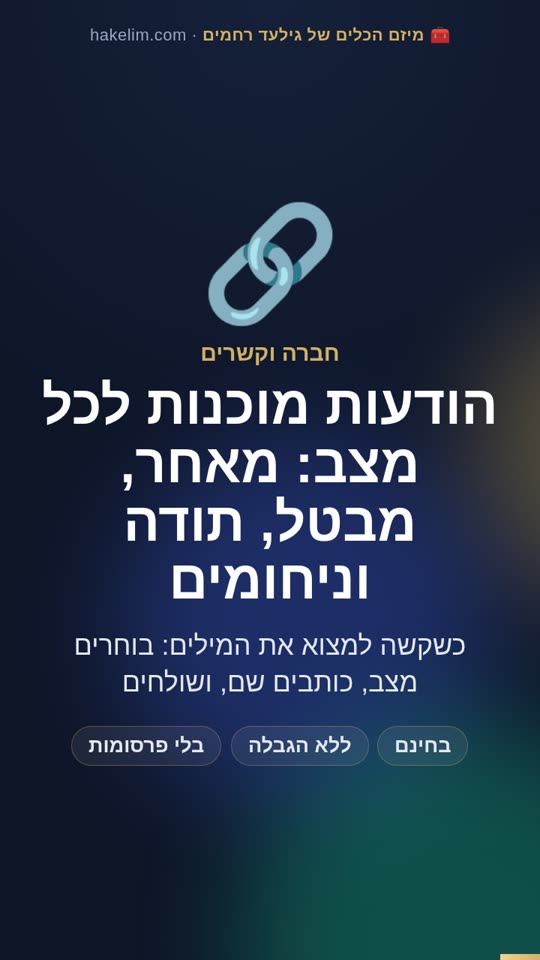 🧰 מיזם הכלים של גילעד רחמים · hakelim.com
חברה וקשרים
הודעות מוכנות לכל
מצב: מאחר,
מבטל, תודה
וניחומים
כשקשה למצוא את המילים: בוחרים
מצב, כותבים שם, ושולחים
בחינם
ללא הגבלה
בלי פרסומות